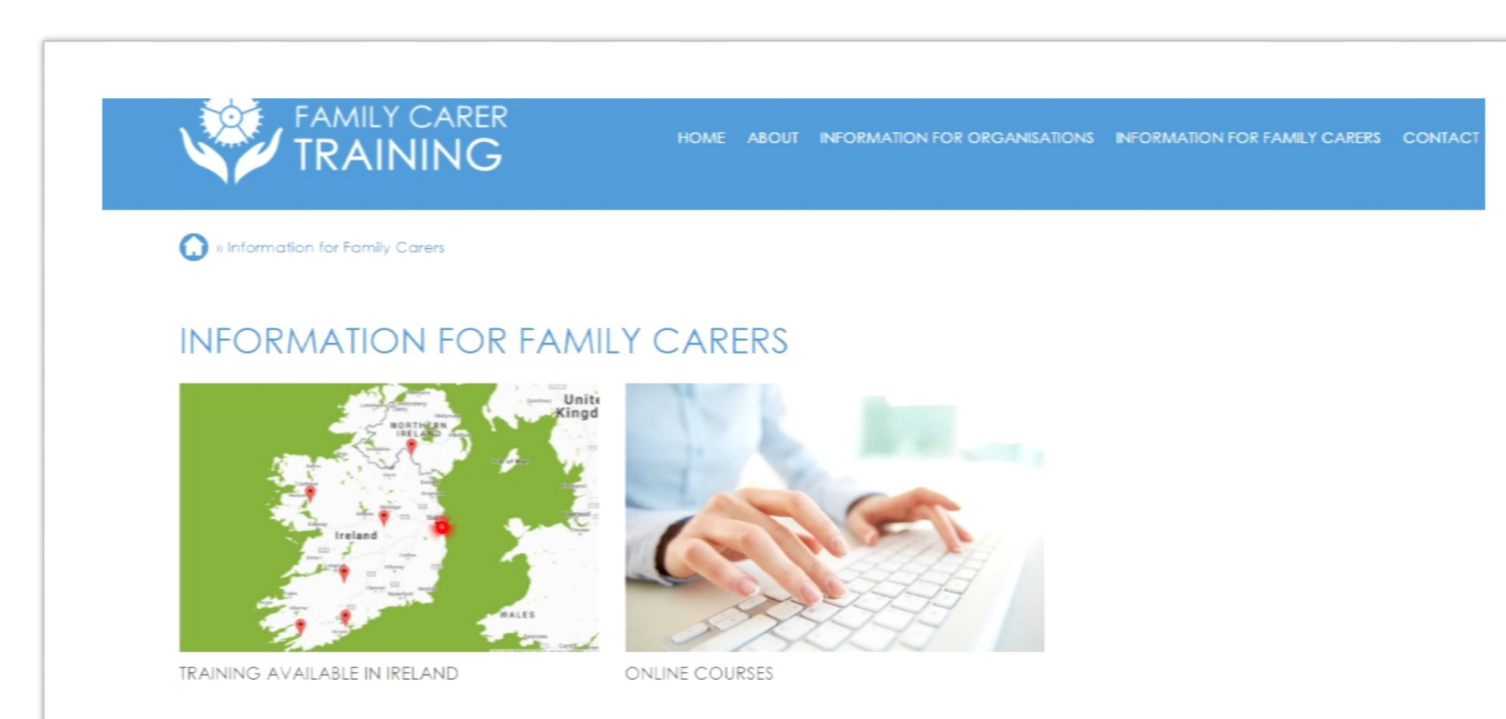 FAMILY CARER
TRAINING
HOME ABOUT INFORMATION FOR ORGANISATIONS INFORMATION FOR FAMILY CARERS CONTACT
» Information for Family Carers
INFORMATION FOR FAMILY CARERS
Unite
Kingd
NORTHERN
IRELAND
Ireland
WALES
TRAINING AVAILABLE IN IRELAND
ONLINE COURSES